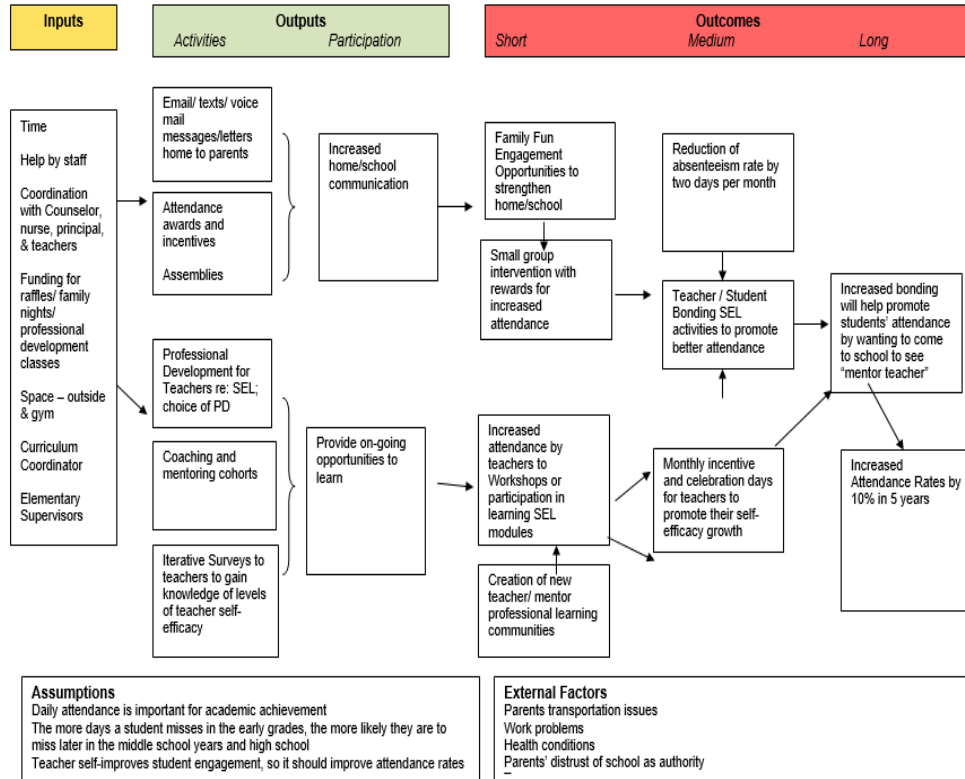 Inputs
Outputs
Activities Participation
Outcomes
Short Medium Long
Time
Help by staff
Coordination
with Counselor,
nurse, principal,
& teachers
Funding for
raffles/ family
nights/
professional
development
classes
Space – outside
& gym
Curriculum
Coordinator
Elementary
Supervisors
Email/ texts/ voice
mail
messages/letters
home to parents
Attendance
awards and
incentives
Assemblies
Professional
Development for
Teachers re: SEL;
choice of PD
Coaching and
mentoring cohorts
Iterative Surveys to
teachers to gain
knowledge of levels
of teacher self-
efficacy
Increased
home/school
communication
Provide on-going
opportunities to
learn
Family Fun
Engagement
Opportunities to
strengthen
home/school
Small group
intervention with
rewards for
increased
attendance
Increased
attendance by
teachers to
Workshops or
participation in
learning SEL
modules
Creation of new
teacher/ mentor
professional learning
communities
Reduction of
absenteeism rate by
two days per month
Teacher / Student
Bonding SEL
activities to promote
better attendance
Monthly incentive
and celebration days
for teachers to
promote their self-
efficacy growth
Increased bonding
will help promote
students’ attendance
by wanting to come
to school to see
“mentor teacher”
Increased
Attendance Rates by
10% in 5 years
Assumptions
Daily attendance is important for academic achievement
The more days a student misses in the early grades, the more likely they are to
miss later in the middle school years and high school
Teacher self-improves student engagement, so it should improve attendance rates
External Factors
Parents transportation issues
Work problems
Health conditions
Parents’ distrust of school as authority